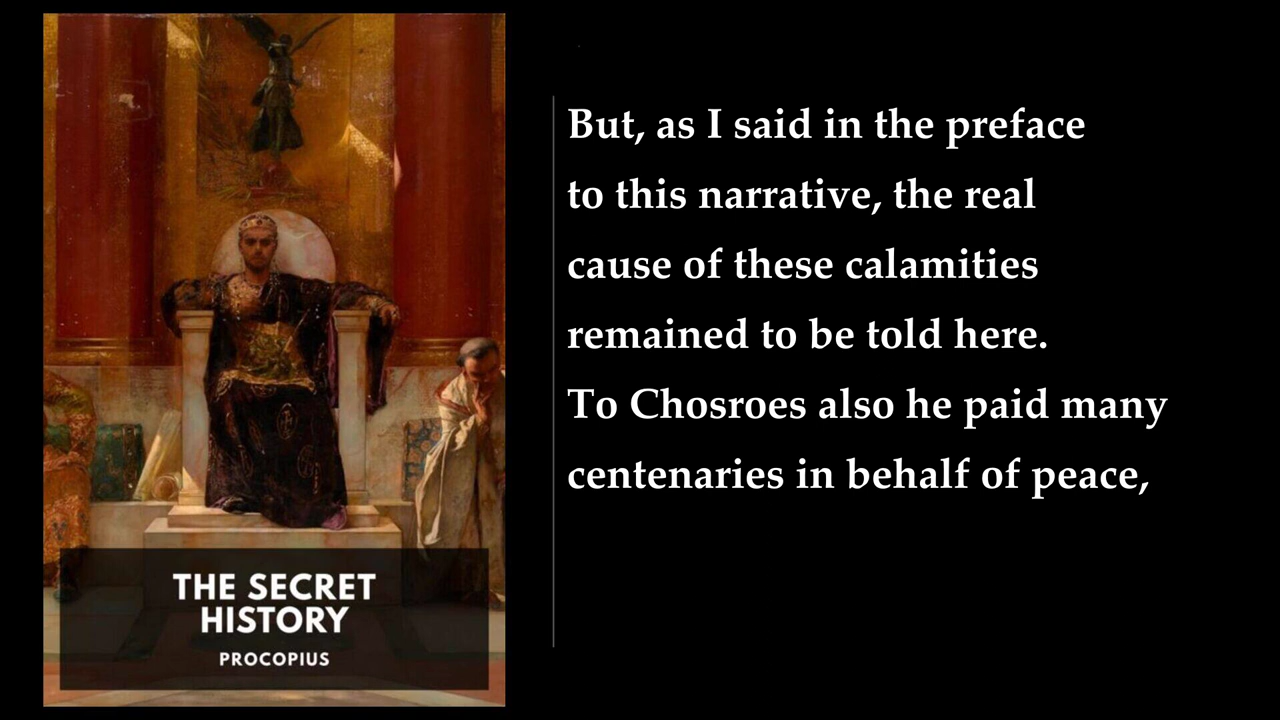 THE SECRET
HISTORY
PROCOPIUS
But, as I said in the preface
to this narrative, the real
cause of these calamities
remained to be told here.
To Chosroes also he paid many
centenaries in behalf of peace,